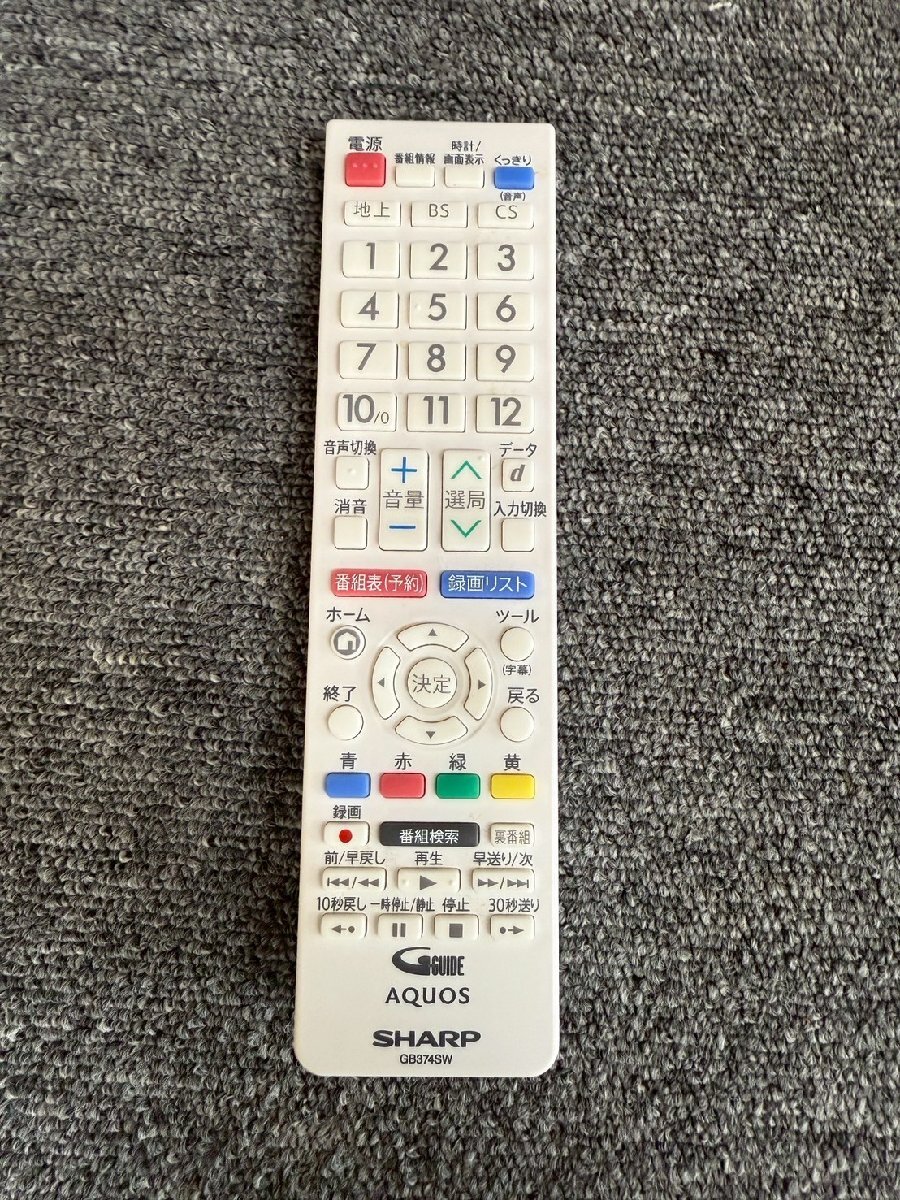 電源
番組情報
時計/
画面表示
くっきり
(音声)
地上 BS CS
1 2 3
4 5 6
7 8 9
10/0 11 12
音声切換
+
音量
−
選局
データ
d
消音
入力切換
番組表(予約) 録画リスト
ホーム
ツール
(字幕)
決定
終了
戻る
青 赤 緑 黄
録画
番組検索
裏番組
前/早戻し 再生 早送り/次
10秒戻し 一時停止/静止 停止 30秒送り
G-GUIDE
AQUOS
SHARP
GB374SW